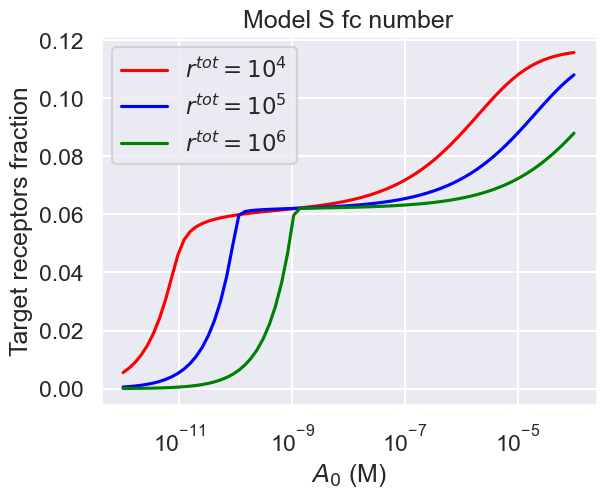 Model S fc number
Target receptors fraction
0.12
0.10
0.08
0.06
0.04
0.02
0.00
r^{tot} = 10^4
r^{tot} = 10^5
r^{tot} = 10^6
10^{-11} 10^{-9} 10^{-7} 10^{-5}
A_0 (M)